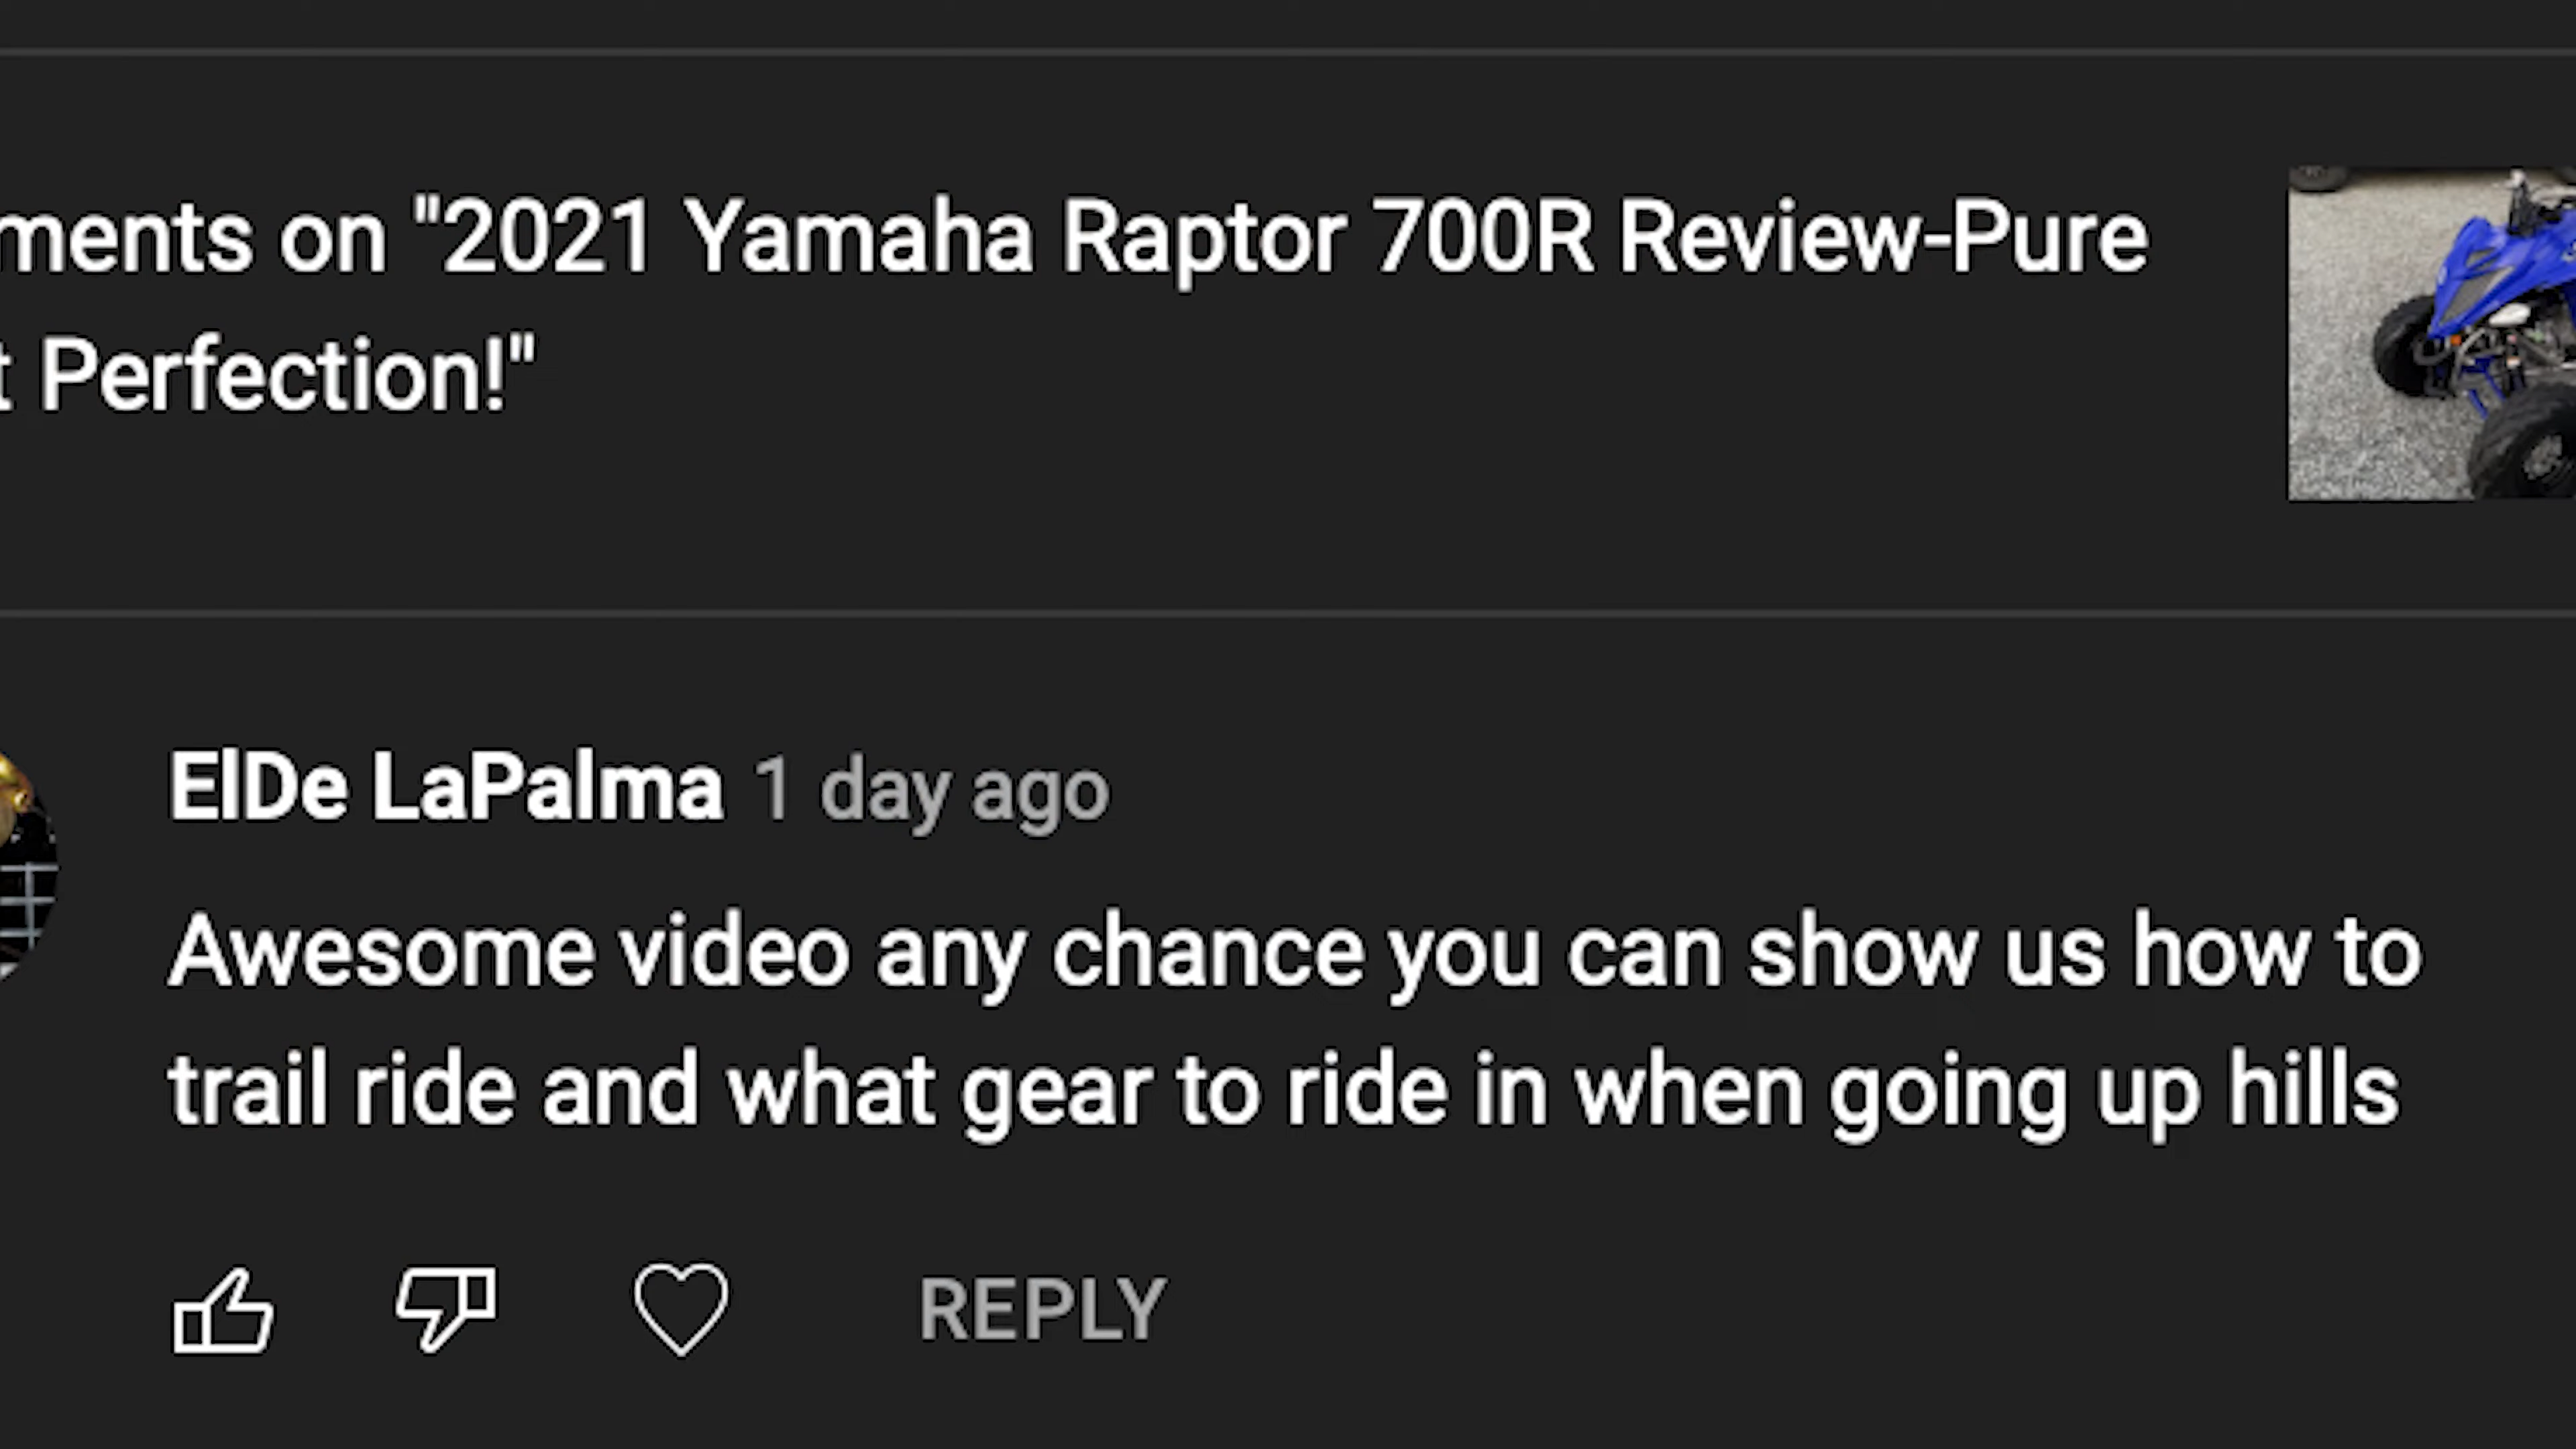 ments on "2021 Yamaha Raptor 700R Review-Pure
t Perfection!"
ElDe LaPalma 1 day ago
Awesome video any chance you can show us how to
trail ride and what gear to ride in when going up hills
REPLY